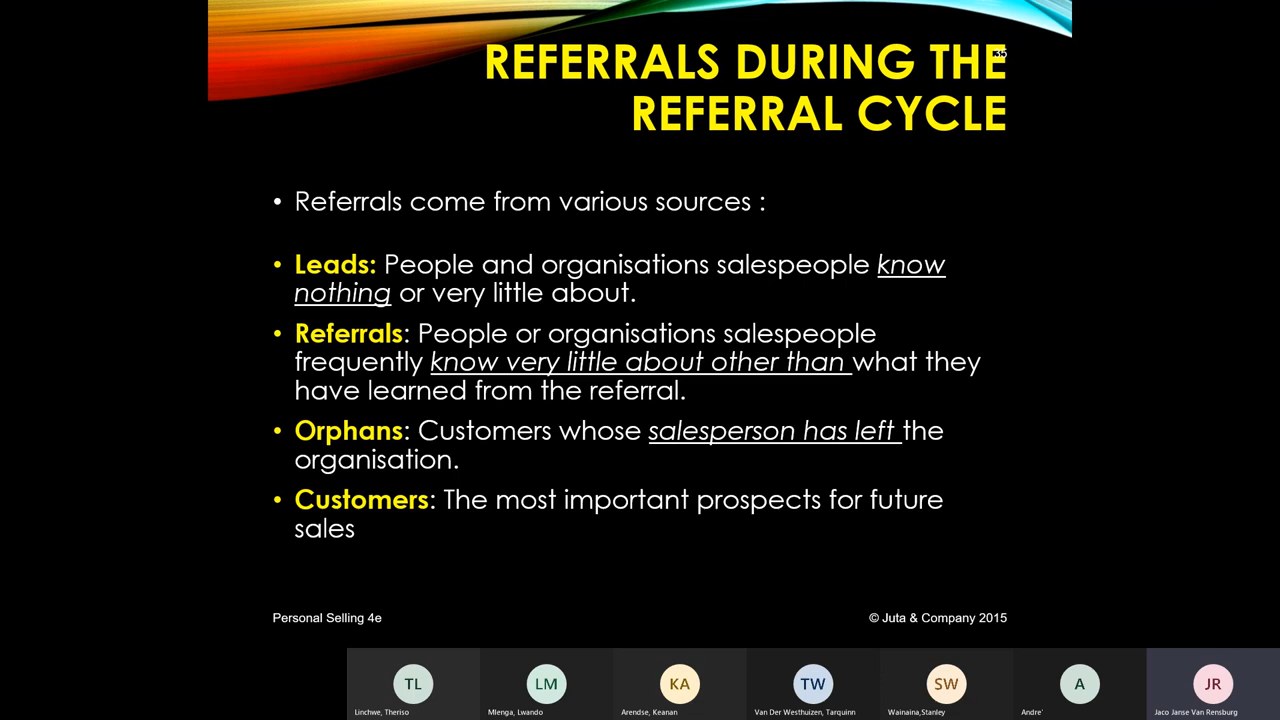 35
REFERRALS DURING THE
REFERRAL CYCLE
• Referrals come from various sources :
• Leads: People and organisations salespeople know
nothing or very little about.
• Referrals: People or organisations salespeople
frequently know very little about other than what they
have learned from the referral.
• Orphans: Customers whose salesperson has left the
organisation.
• Customers: The most important prospects for future
sales
Personal Selling 4e
© Juta & Company 2015
TL
LM
KA
TW
SW
A
JR
Linchwe, Theriso
Mlenga, Lwando
Arendse, Keanan
Van Der Westhuizen, Tarquinn
Wainaina,Stanley
Andre'
Jaco Janse Van Rensburg